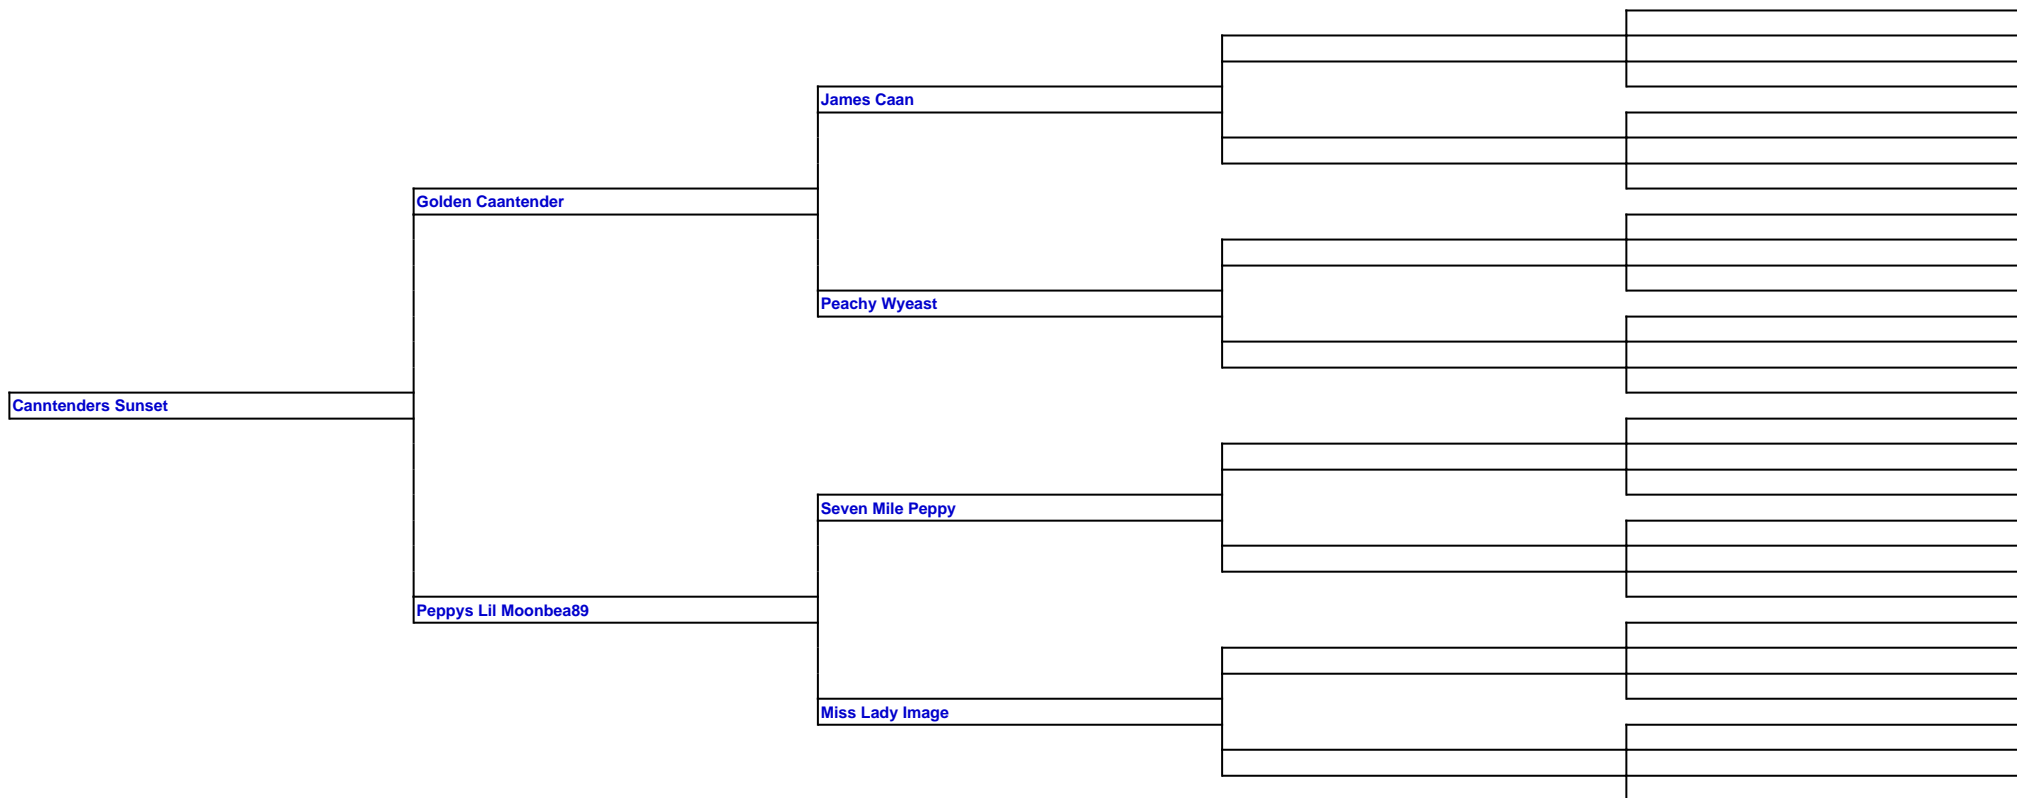 James Caan
Golden Caantender
Peachy Wyeast
Canntenders Sunset
Seven Mile Peppy
Peppys Lil Moonbea89
Miss Lady Image